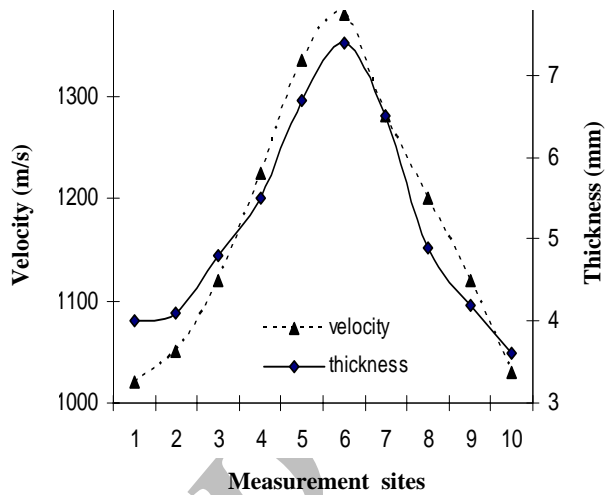 Velocity (m/s)
1300
1200
1100
1000
7
6
5
4
3
Thickness (mm)
velocity
thickness
1 2 3 4 5 6 7 8 9 10
Measurement sites